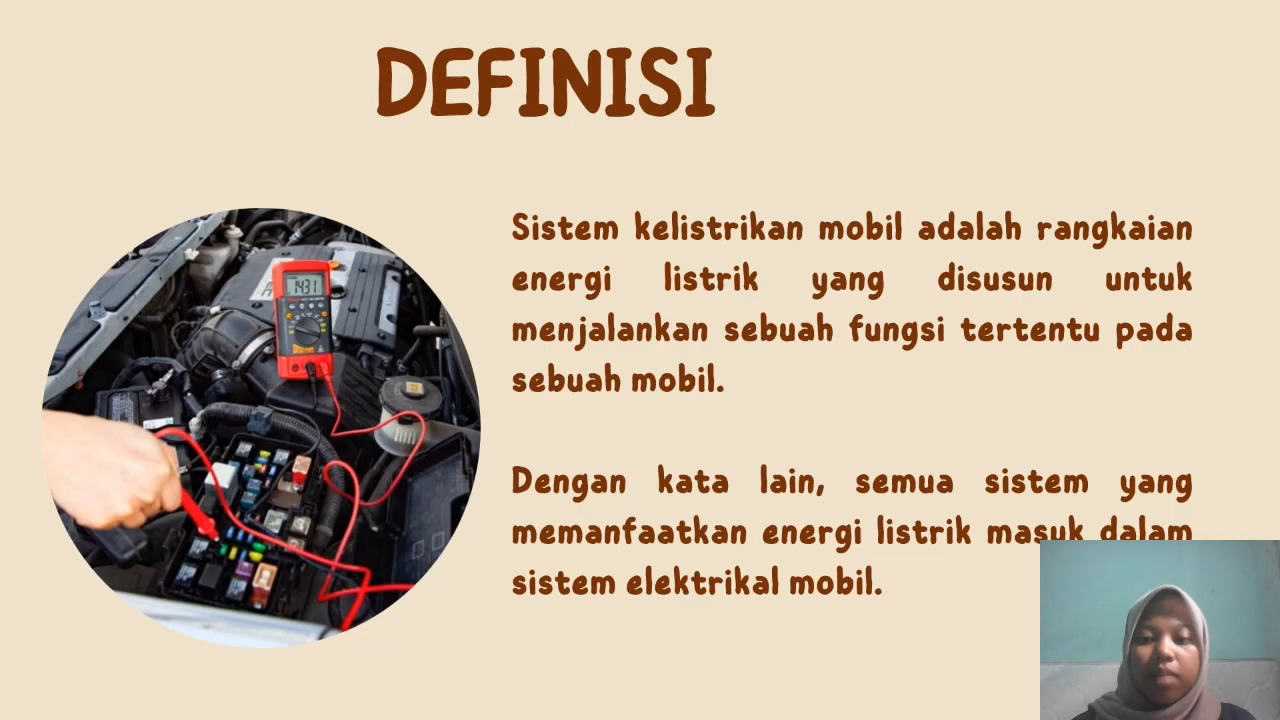 DEFINISI
Sistem kelistrikan mobil adalah rangkaian
energi listrik yang disusun untuk
menjalankan sebuah fungsi tertentu pada
sebuah mobil.
Dengan kata lain, semua sistem yang
memanfaatkan energi listrik masuk dalam
sistem elektrikal mobil.
1431